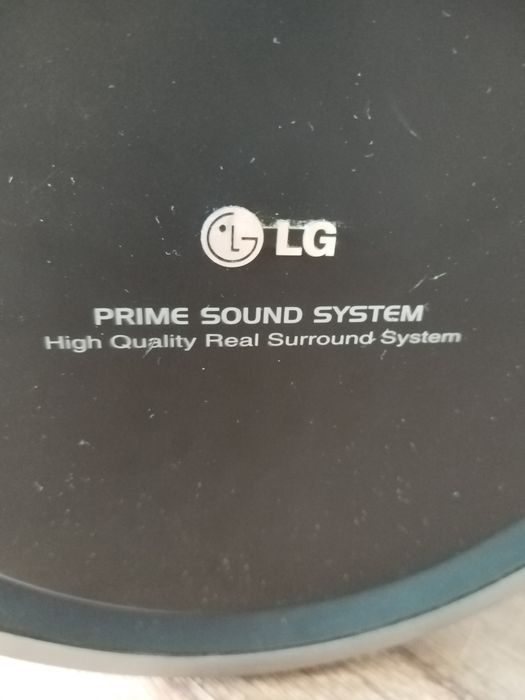 LG
PRIME SOUND SYSTEM
High Quality Real Surround System